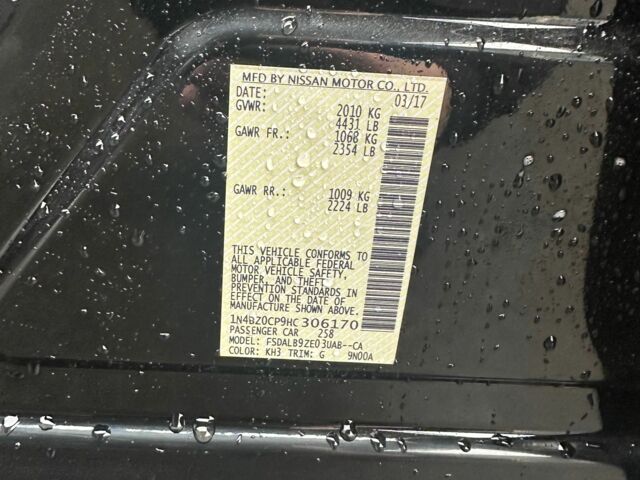 MFD BY NISSAN MOTOR CO., LTD.
DATE: 03/17
GVWR: 2010 KG
4431 LB
GAWR FR.: 1068 KG
2354 LB
GAWR RR.: 1009 KG
2224 LB
THIS VEHICLE CONFORMS TO
ALL APPLICABLE FEDERAL
MOTOR VEHICLE SAFETY,
BUMPER, AND THEFT
PREVENTION STANDARDS IN
EFFECT ON THE DATE OF
MANUFACTURE SHOWN ABOVE.
1N4BZ0CP9HC 306170
PASSENGER CAR 258
FSDALB9ZE03UAB--CA
COLOR: KH3 TRIM: G 9N00A